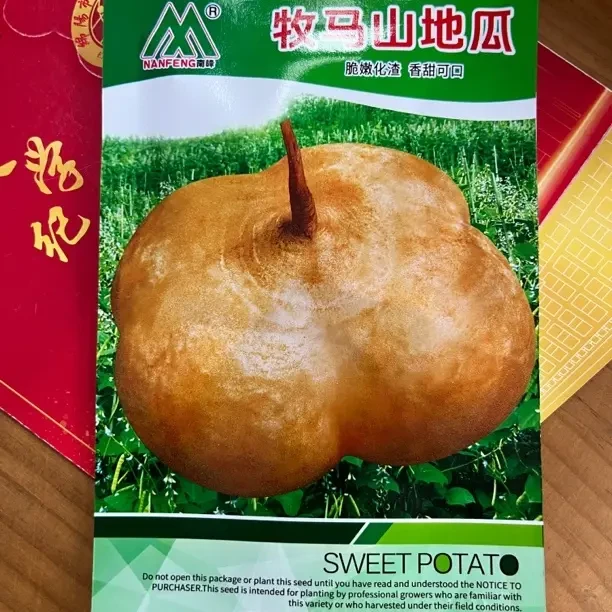 NANFENG南峰
®
牧马山地瓜
脆嫩化渣 香甜可口
纪
SWEET POTATO
Do not open this package or plant this seed until you have read and understood the NOTICE TO
PURCHASER.This seed is intended for planting by professional growers who are familiar with
this variety or who harvested under their field conditions